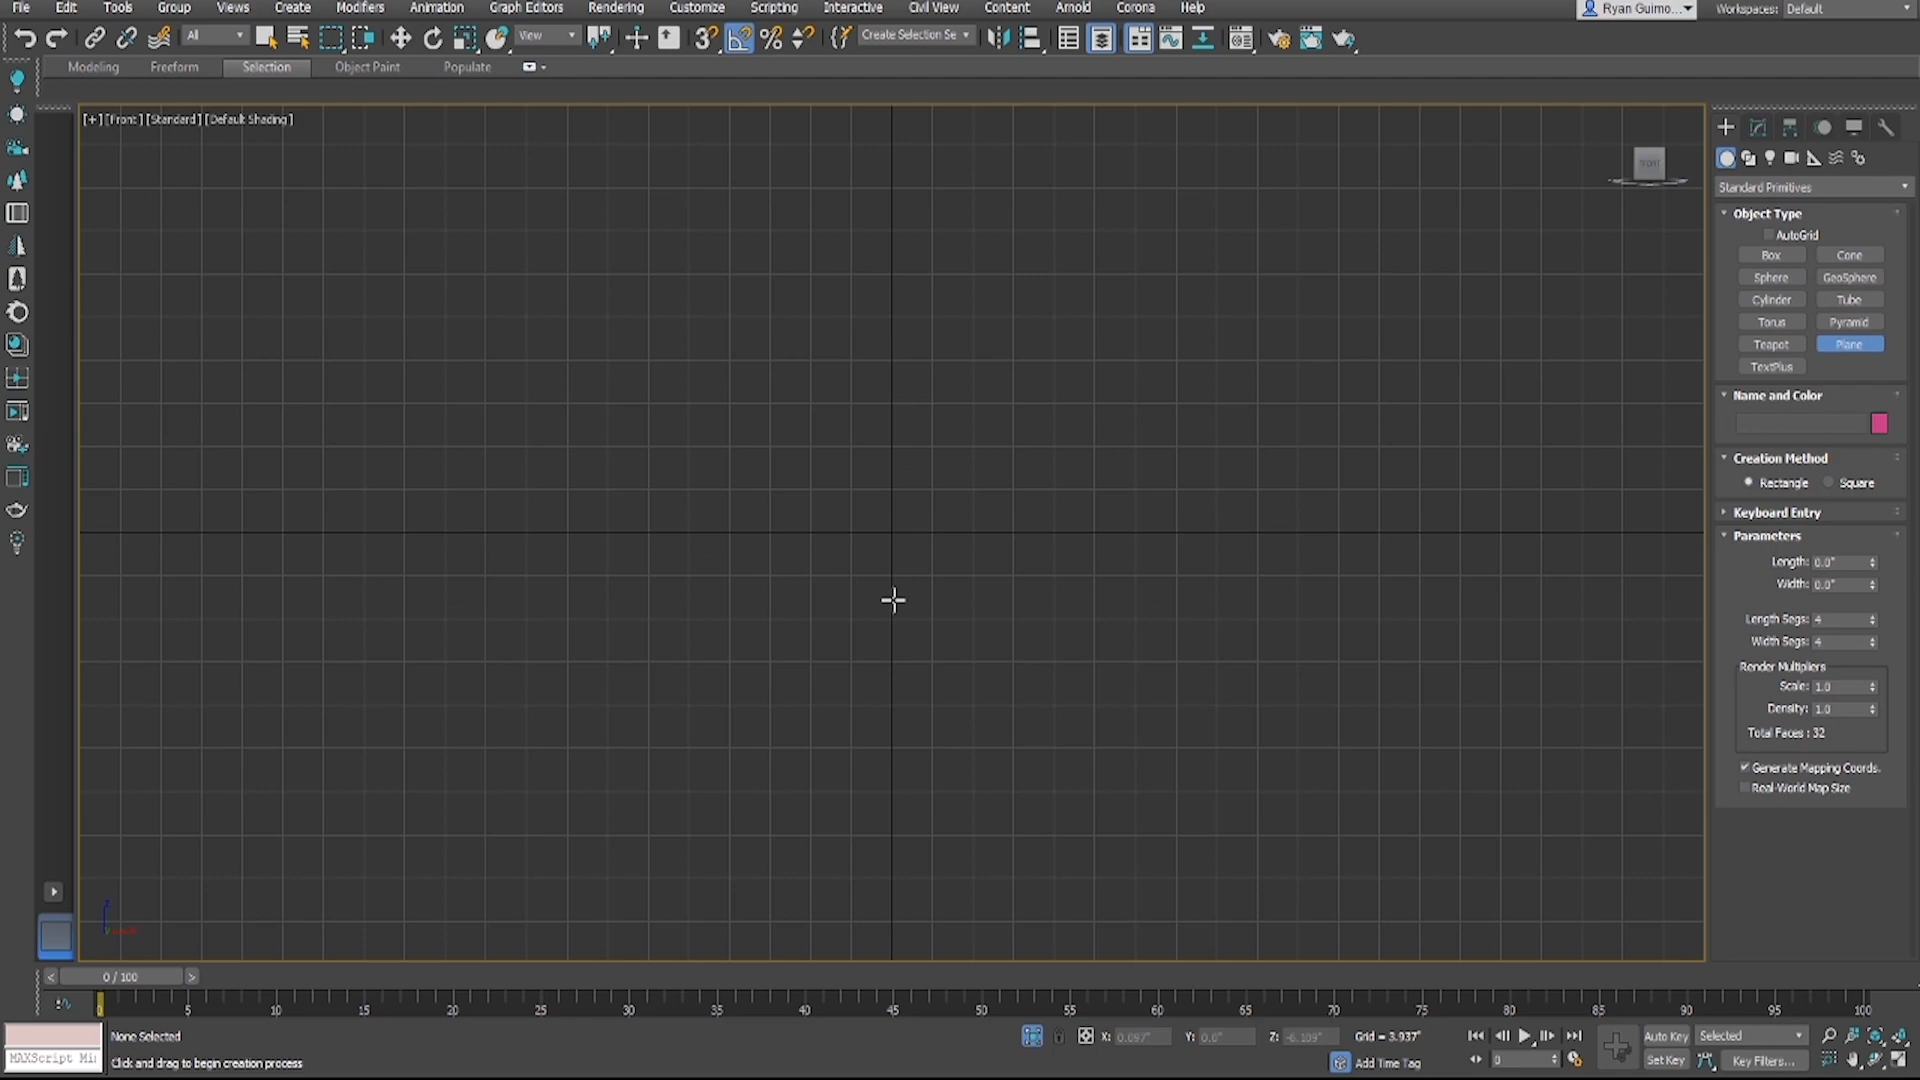 File Edit Tools Group Views Create Modifiers Animation Graph Editors Rendering Customize Scripting Interactive Civil View Content Arnold Corona Help Ryan Guimo... Workspaces: Default
All View Create Selection Se
Modeling Freeform Selection Object Paint Populate
[+] [Front] [Standard] [Default Shading]
FRONT
Standard Primitives
Object Type
AutoGrid
Box Cone
Sphere GeoSphere
Cylinder Tube
Torus Pyramid
Teapot Plane
TextPlus
Name and Color
Creation Method
Rectangle Square
Keyboard Entry
Parameters
Length: 0.0"
Width: 0.0"
Length Segs: 4
Width Segs: 4
Render Multipliers
Scale: 1.0
Density: 1.0
Total Faces : 32
Generate Mapping Coords.
Real-World Map Size
z
< 0 / 100 >
0 5 10 15 20 25 30 35 40 45 50 55 60 65 70 75 80 85 90 95 100
None Selected X: 0.097" Y: 0.0" Z: -6.109" Grid = 3.937" Auto Key Selected
MAXScript Mi Click and drag to begin creation process Add Time Tag 0 Set Key Key Filters...